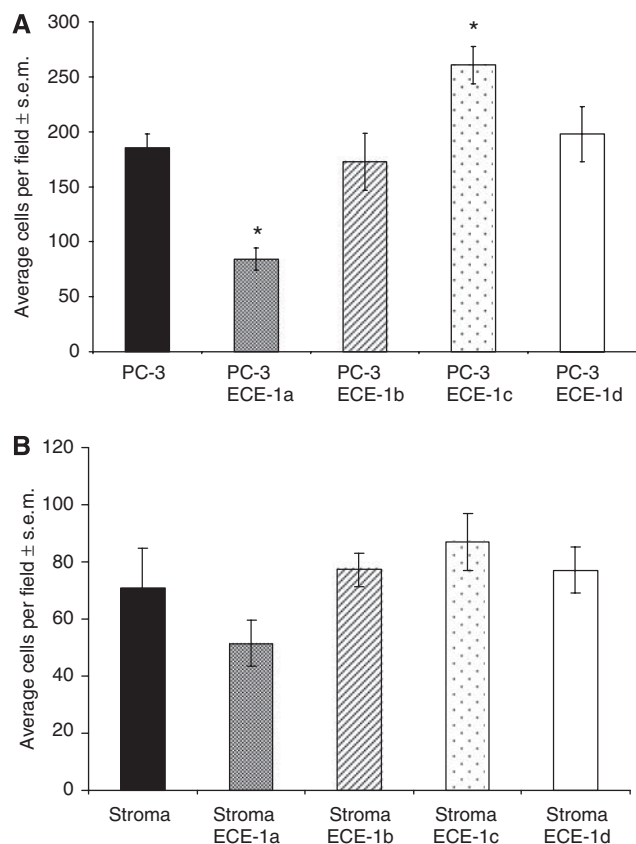 A
Average cells per field ± s.e.m.
300
250
200
150
100
50
0
*
*
PC-3
PC-3
ECE-1a
PC-3
ECE-1b
PC-3
ECE-1c
PC-3
ECE-1d
B
Average cells per field ± s.e.m.
120
100
80
60
40
20
0
Stroma
Stroma
ECE-1a
Stroma
ECE-1b
Stroma
ECE-1c
Stroma
ECE-1d